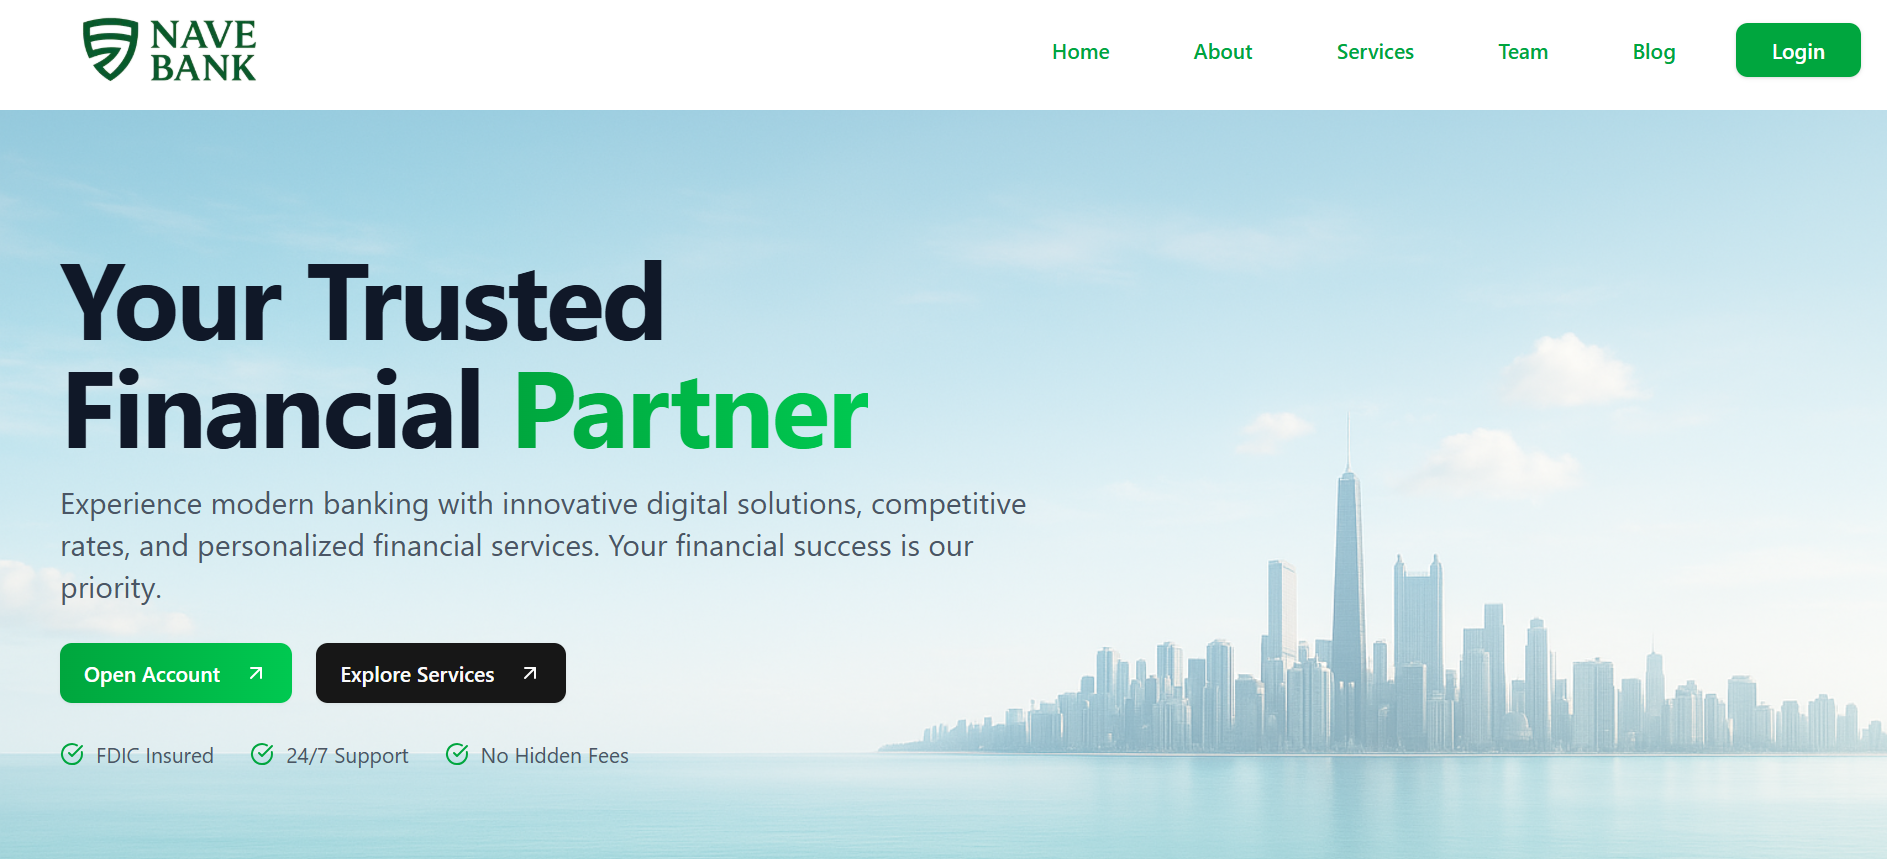 NAVE
BANK
Home
About
Services
Team
Blog
Login
Your Trusted
Financial Partner
Experience modern banking with innovative digital solutions, competitive
rates, and personalized financial services. Your financial success is our
priority.
Open Account
Explore Services
FDIC Insured
24/7 Support
No Hidden Fees